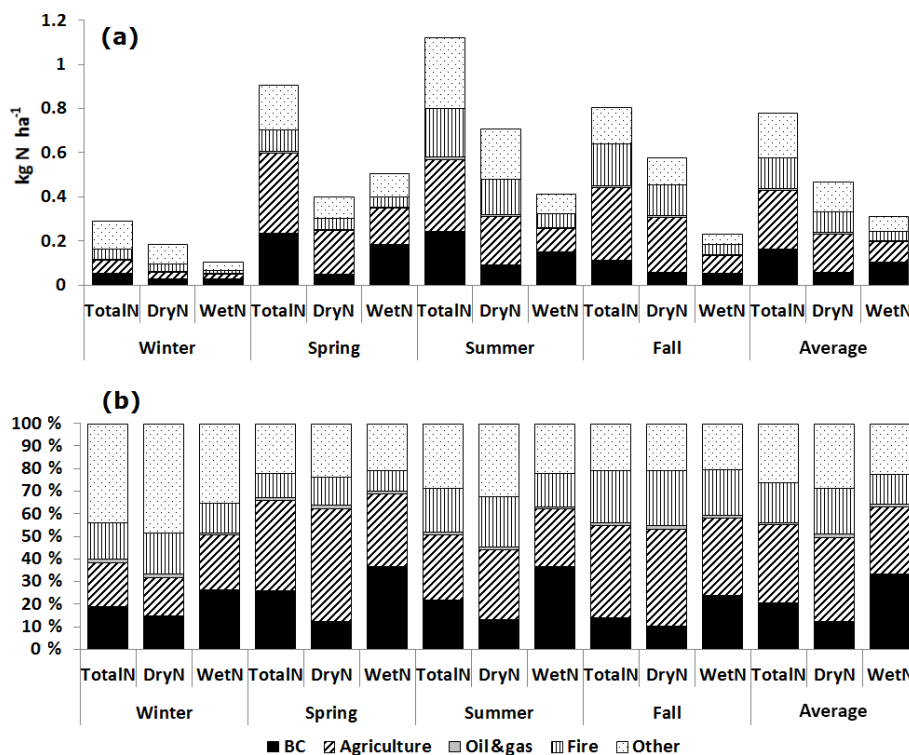 (a)
1.2
1
0.8
0.6
0.4
0.2
0
kg N ha-1
TotalN DryN WetN TotalN DryN WetN TotalN DryN WetN TotalN DryN WetN TotalN DryN WetN
Winter Spring Summer Fall Average
(b)
100 %
90 %
80 %
70 %
60 %
50 %
40 %
30 %
20 %
10 %
0 %
TotalN DryN WetN TotalN DryN WetN TotalN DryN WetN TotalN DryN WetN TotalN DryN WetN
Winter Spring Summer Fall Average
BC Agriculture Oil&gas Fire Other